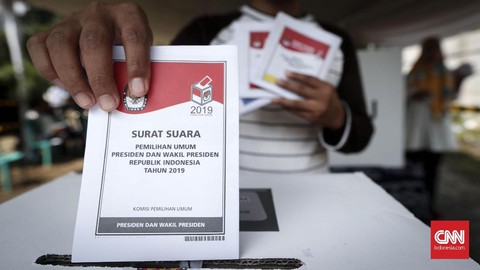 2019
SURAT SUARA
PEMILIHAN UMUM
PRESIDEN DAN WAKIL PRESIDEN
REPUBLIK INDONESIA
TAHUN 2019
KOMISI PEMILIHAN UMUM
PRESIDEN DAN WAKIL PRESIDEN
CNN
Indonesia.com